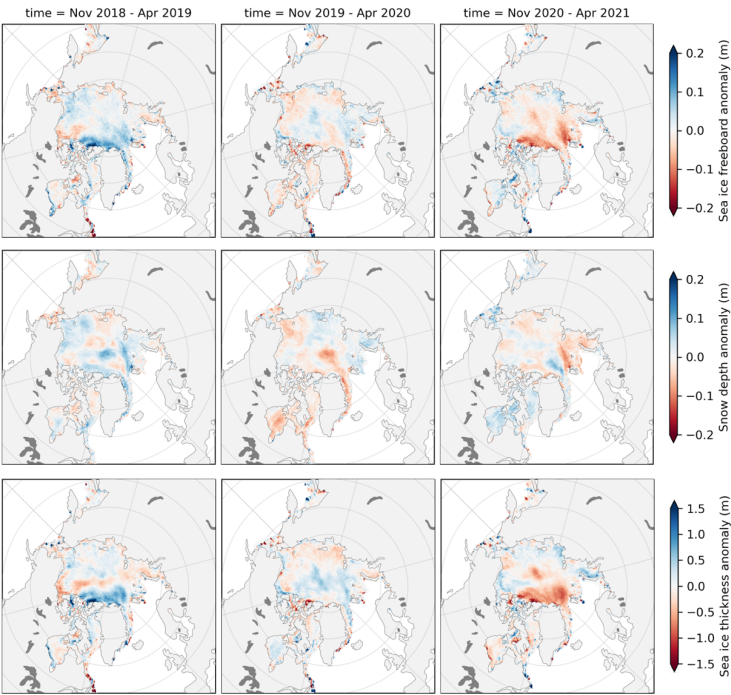 time = Nov 2018 - Apr 2019
time = Nov 2019 - Apr 2020
time = Nov 2020 - Apr 2021
0.2
0.1
0.0
−0.1
−0.2
Sea ice freeboard anomaly (m)
0.2
0.1
0.0
−0.1
−0.2
Snow depth anomaly (m)
1.5
1.0
0.5
0.0
−0.5
−1.0
−1.5
Sea ice thickness anomaly (m)